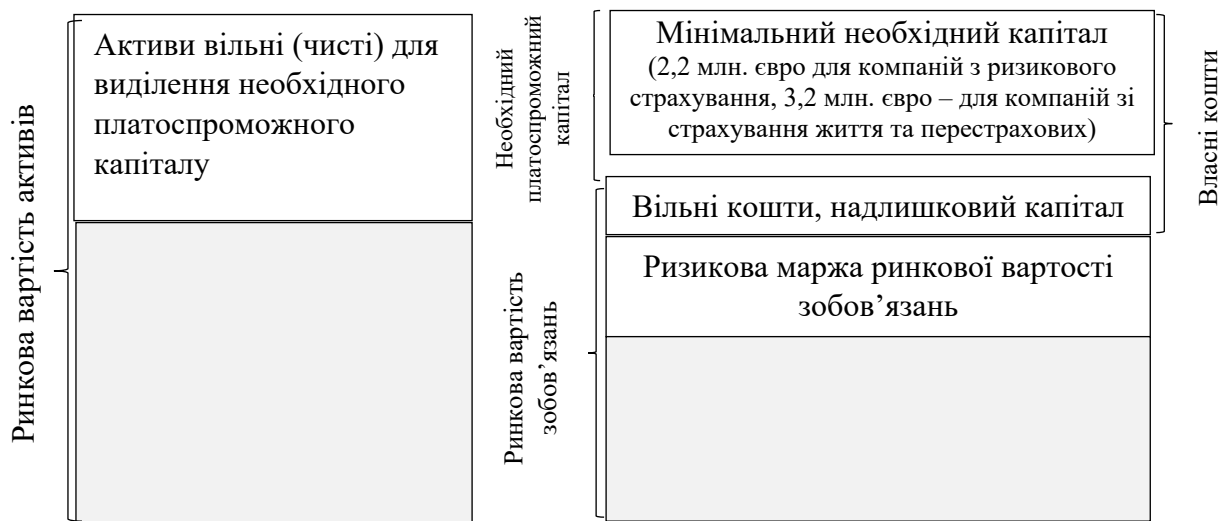 Ринкова вартість активів
Активи вільні (чисті) для
виділення необхідного
платоспроможного
капіталу
Необхідний
платоспроможний
капітал
Мінімальний необхідний капітал
(2,2 млн. євро для компаній з ризикового
страхування, 3,2 млн. євро – для компаній зі
страхування життя та перестрахових)
Власні кошти
Вільні кошти, надлишковий капітал
Ринкова вартість
зобов’язань
Ризикова маржа ринкової вартості
зобов’язань